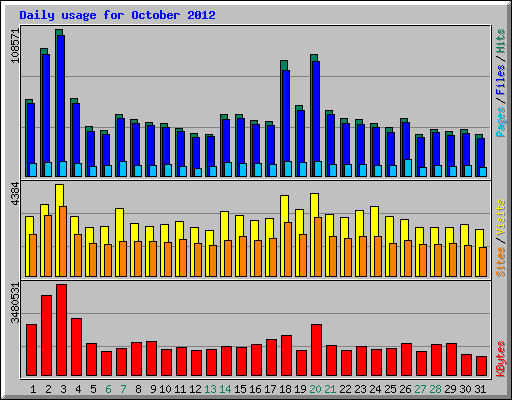 Daily usage for October 2012
108571
Pages / Files / Hits
4384
Sites / Visits
3480531
KBytes
1 2 3 4 5 6 7 8 9 10 11 12 13 14 15 16 17 18 19 20 21 22 23 24 25 26 27 28 29 30 31